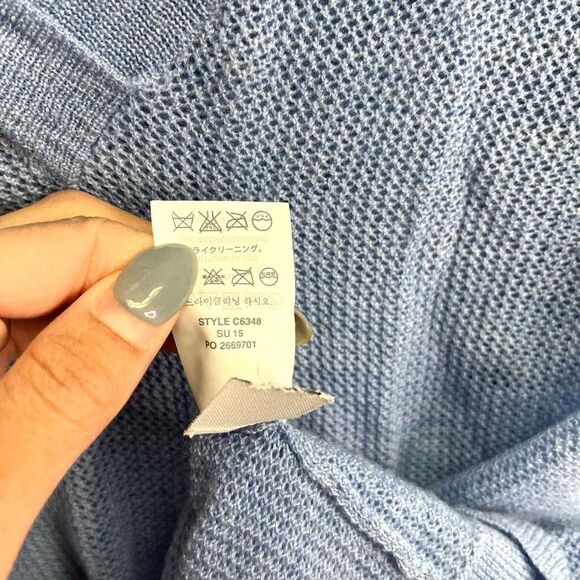 ライクリーニング。
드라이클리닝 하시오.
STYLE C6348
SU 15
PO 2669701